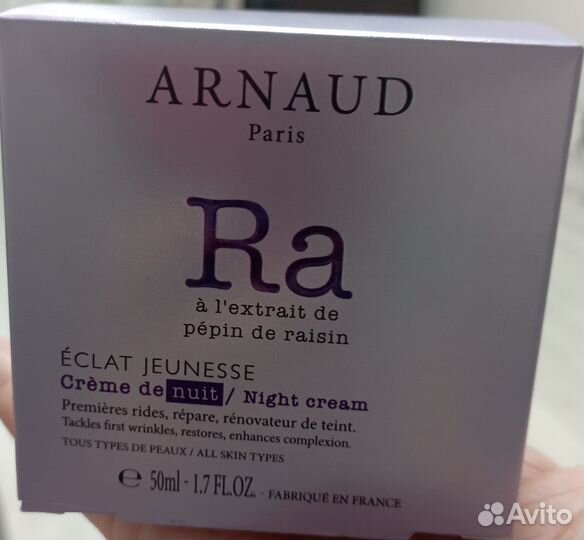 ARNAUD
Paris
Ra
à l'extrait de
pépin de raisin
ÉCLAT JEUNESSE
Crème de nuit / Night cream
Premières rides, répare, rénovateur de teint.
Tackles first wrinkles, restores, enhances complexion.
TOUS TYPES DE PEAUX / ALL SKIN TYPES
℮ 50ml - 1.7 FL.OZ. - FABRIQUÉ EN FRANCE
Avito